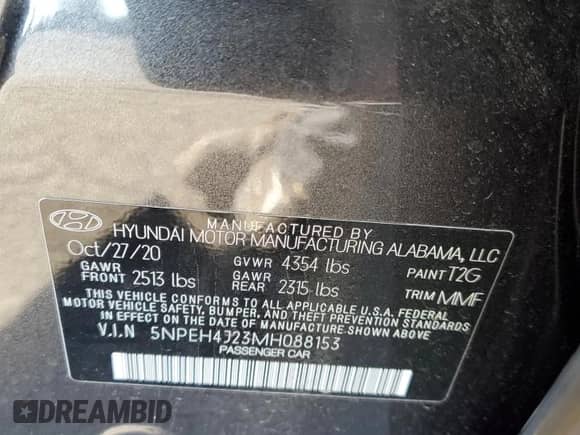 MANUFACTURED BY
HYUNDAI MOTOR MANUFACTURING ALABAMA, LLC
Oct/27/20 GVWR 4354 lbs PAINT T2G
GAWR FRONT 2513 lbs GAWR REAR 2315 lbs TRIM MMF
THIS VEHICLE CONFORMS TO ALL APPLICABLE U.S.A. FEDERAL
MOTOR VEHICLE SAFETY, BUMPER, AND THEFT PREVENTION STANDARDS
IN EFFECT ON THE DATE OF MANUFACTURE SHOWN ABOVE.
V.I.N 5NPEH4J23MH088153
PASSENGER CAR
DREAMBID